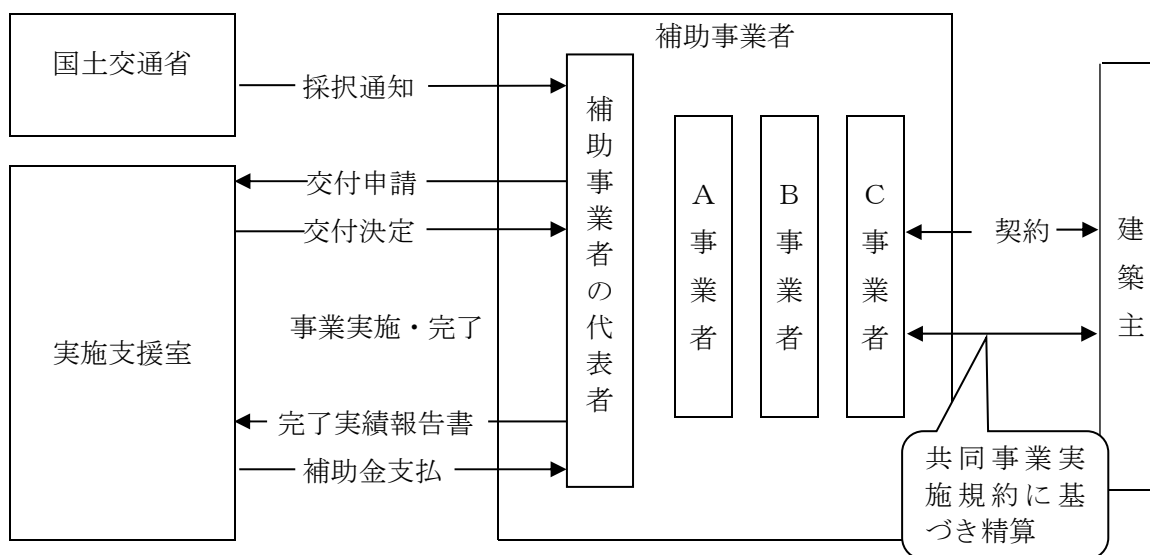 補助事業者
国土交通省
採択通知
補助事業者の代表者
A事業者
B事業者
C事業者
交付申請
交付決定
契約
建築主
事業実施・完了
実施支援室
完了実績報告書
補助金支払
共同事業実
施規約に基
づき精算